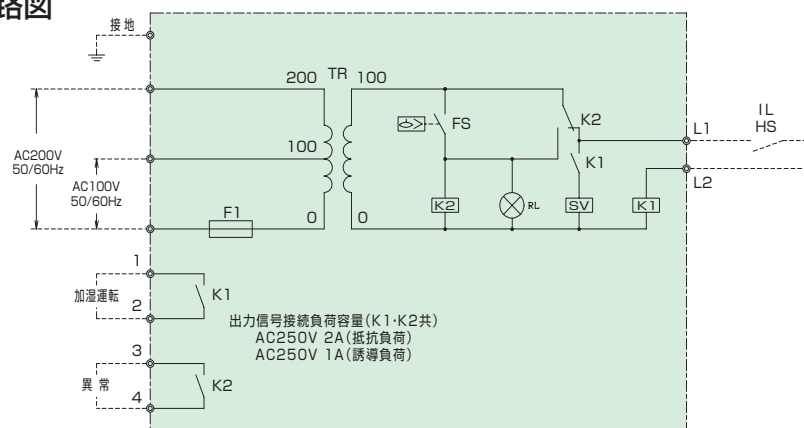 路図
接地
200 TR 100
FS
K2
L1
IL
HS
100
K1
AC200V
50/60Hz
AC100V
50/60Hz
L2
F1
0
0
K2
RL
SV
K1
1
加湿運転
K1
2
出力信号接続負荷容量(K1・K2共)
AC250V 2A(抵抗負荷)
AC250V 1A(誘導負荷)
3
異常
K2
4